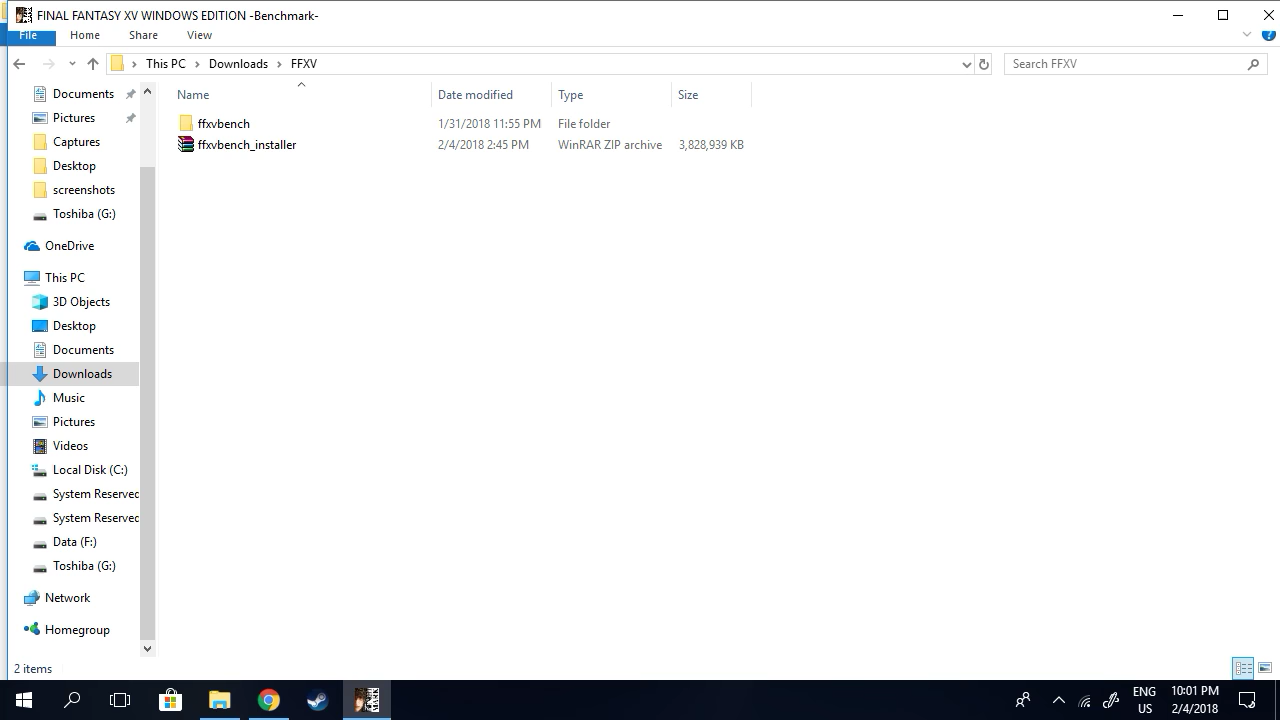 FINAL FANTASY XV WINDOWS EDITION -Benchmark-
File Home Share View
This PC Downloads FFXV Search FFXV
Name Date modified Type Size
ffxvbench 1/31/2018 11:55 PM File folder
ffxvbench_installer 2/4/2018 2:45 PM WinRAR ZIP archive 3,828,939 KB
Documents
Pictures
Captures
Desktop
screenshots
Toshiba (G:)
OneDrive
This PC
3D Objects
Desktop
Documents
Downloads
Music
Pictures
Videos
Local Disk (C:)
System Reserved
System Reserved
Data (F:)
Toshiba (G:)
Network
Homegroup
2 items
ENG 10:01 PM
US 2/4/2018